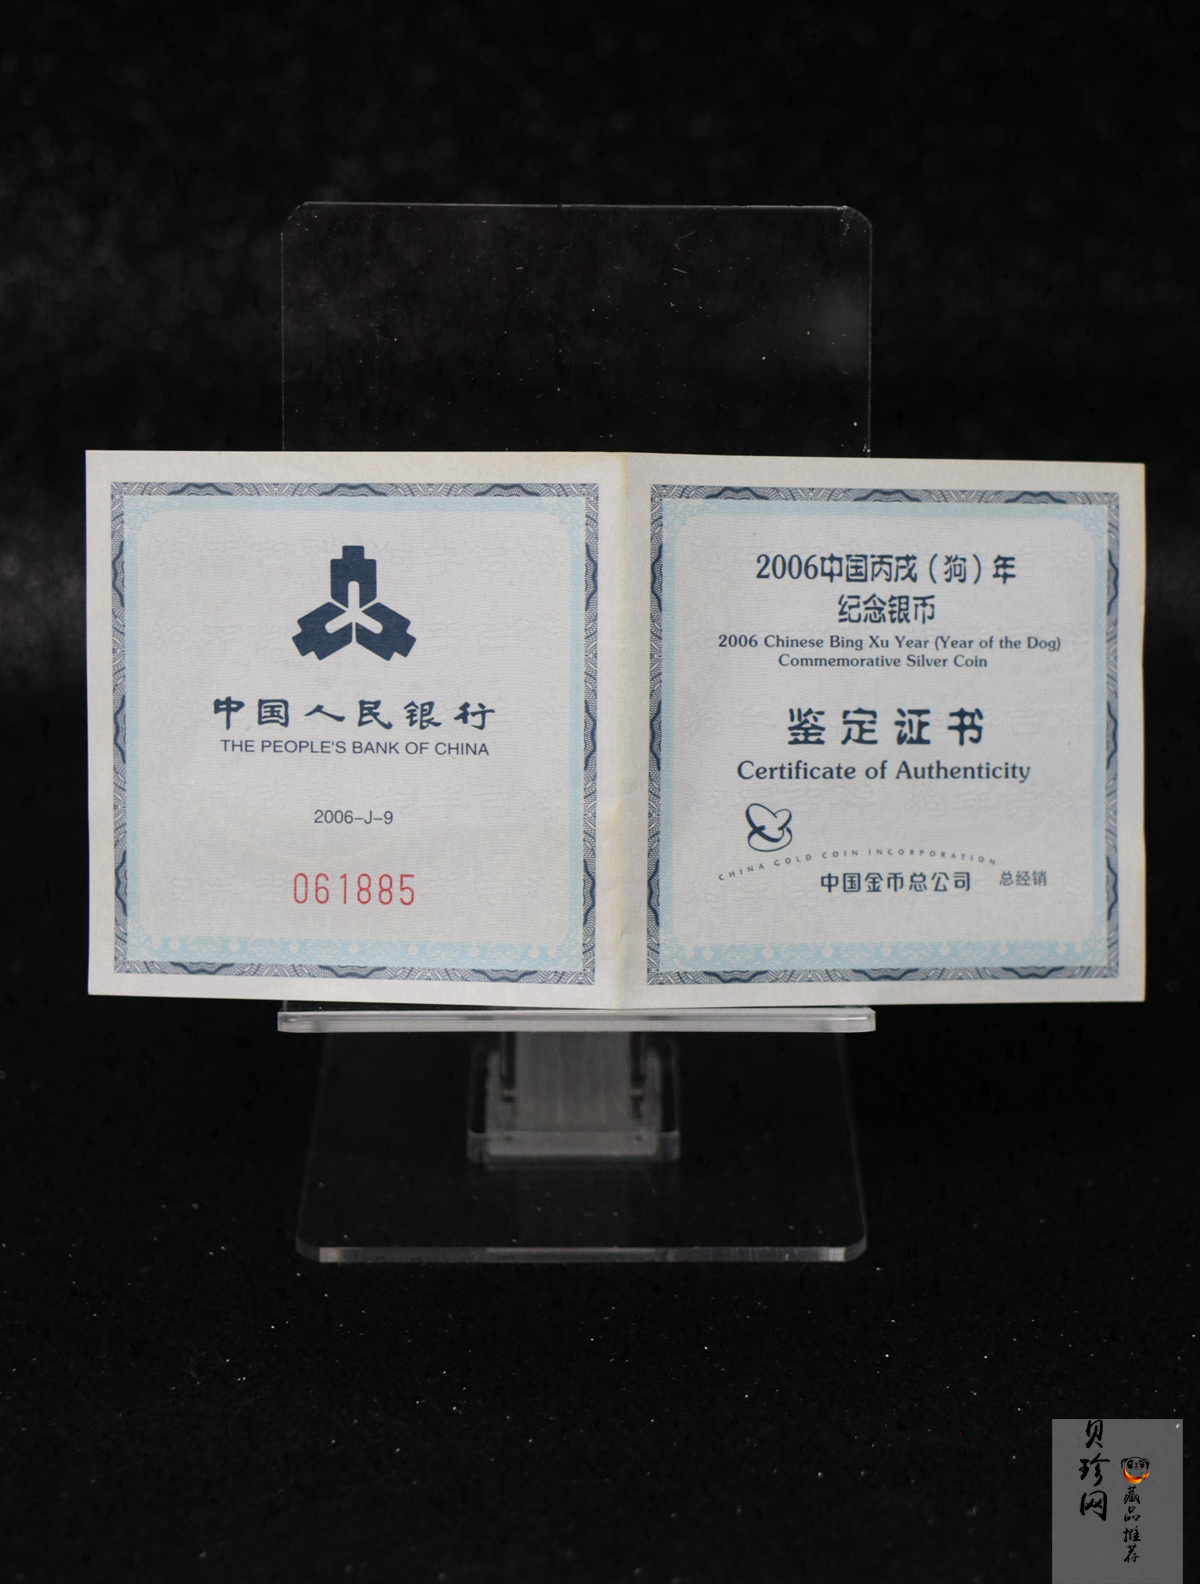 中国人民银行
THE PEOPLE'S BANK OF CHINA
2006-J-9
061885
2006中国丙戌（狗）年
纪念银币
2006 Chinese Bing Xu Year (Year of the Dog)
Commemorative Silver Coin
鉴定证书
Certificate of Authenticity
CHINA GOLD COIN INCORPORATION
中国金币总公司 总经销
贝珍网
藏品推荐